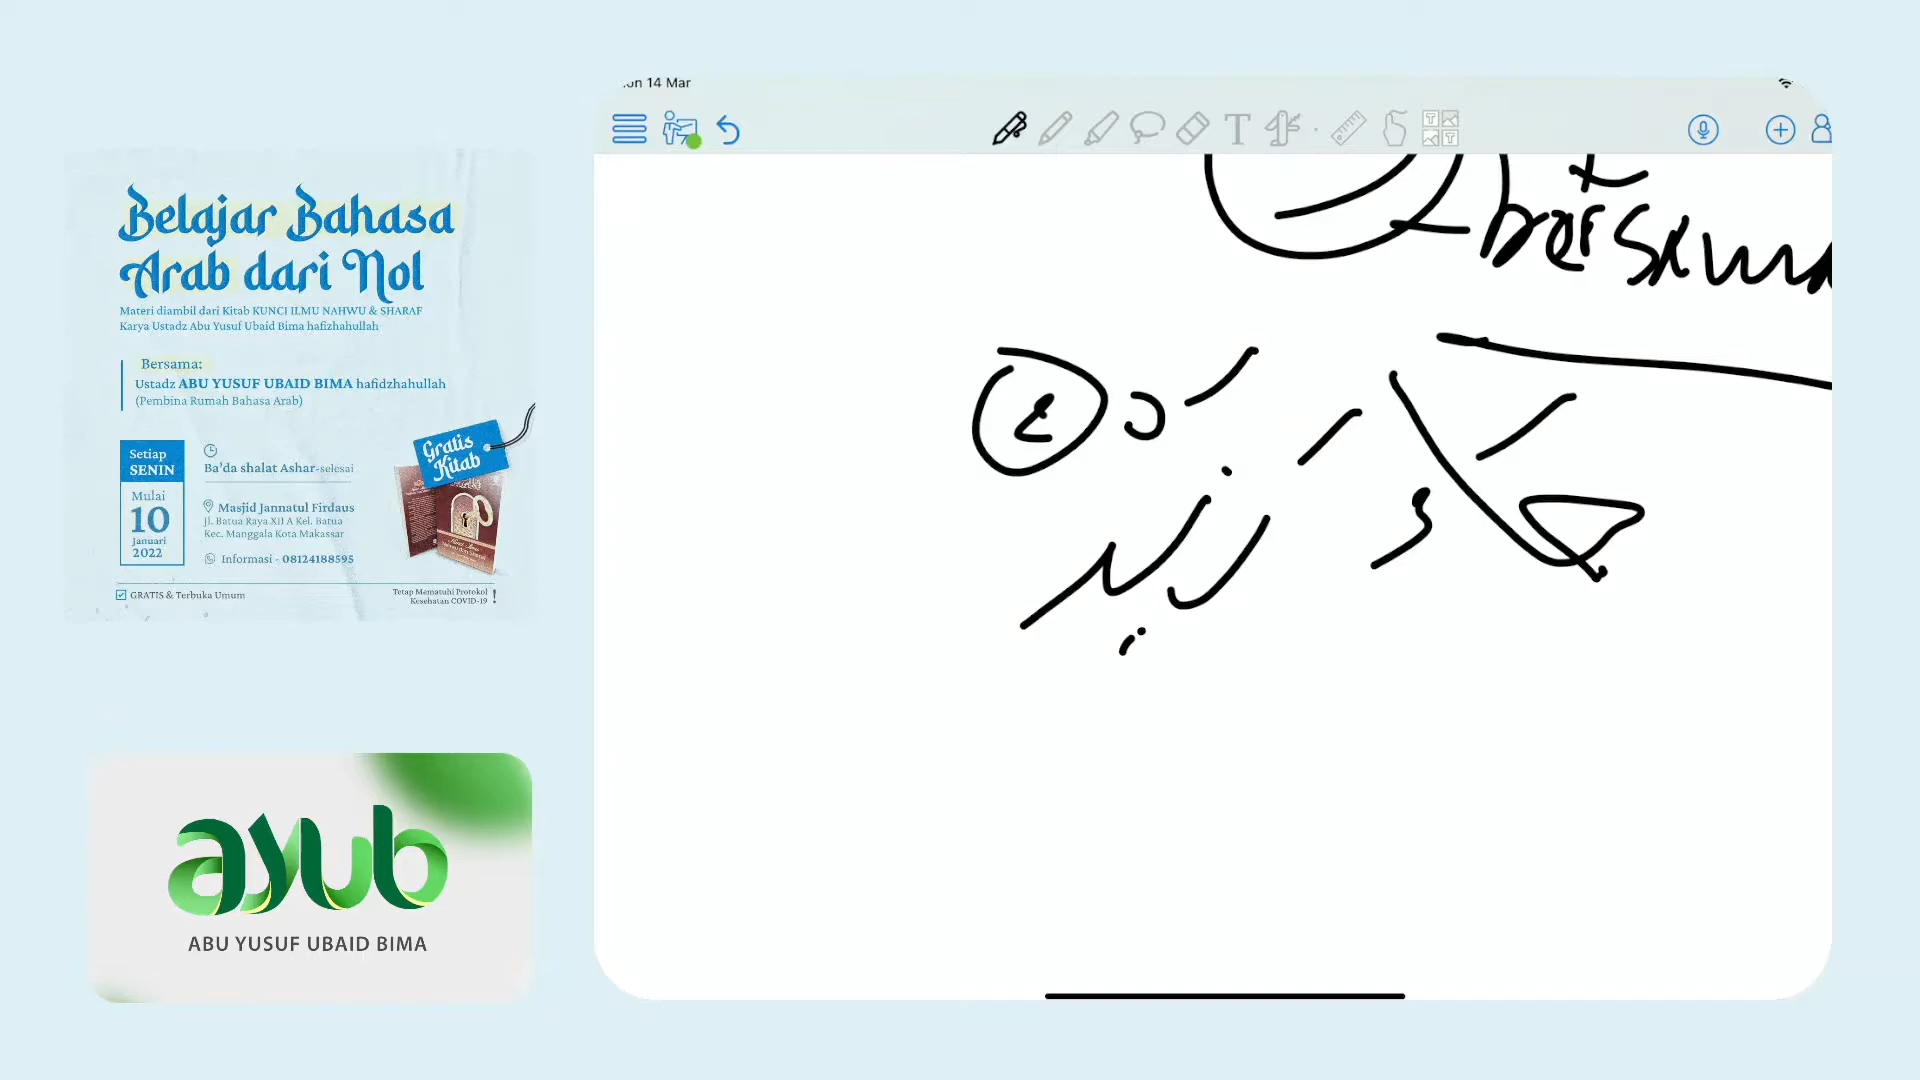 Belajar Bahasa
Arab dari Nol
Materi diambil dari Kitab KUNCI ILMU NAHWU & SHARAF
Karya Ustadz Abu Yusuf Ubaid Bima hafizhahullah
Bersama:
Ustadz ABU YUSUF UBAID BIMA hafidzhahullah
(Pembina Rumah Bahasa Arab)
Setiap
SENIN
Mulai
10
Januari
2022
Ba'da shalat Ashar-selesai
Masjid Jannatul Firdaus
Jl. Batua Raya XII A Kel. Batua
Kec. Manggala Kota Makassar
Informasi - 08124188595
Gratis
Kitab
GRATIS & Terbuka Umum
Tetap Mematuhi Protokol
Kesehatan COVID-19 !
ayub
ABU YUSUF UBAID BIMA
14 Mar